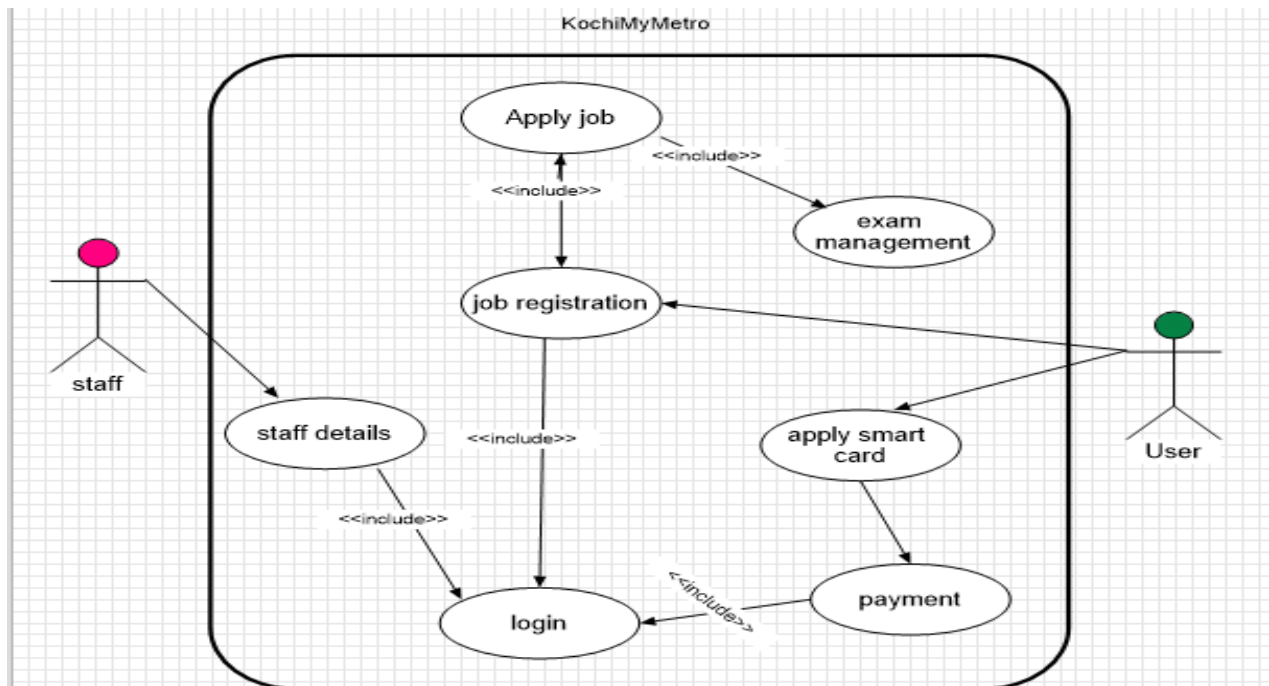 KochiMyMetro
Apply job
<<include>>
<<include>>
exam
management
job registration
staff
staff details
<<include>>
apply smart
card
User
<<include>>
<<include>>
payment
login